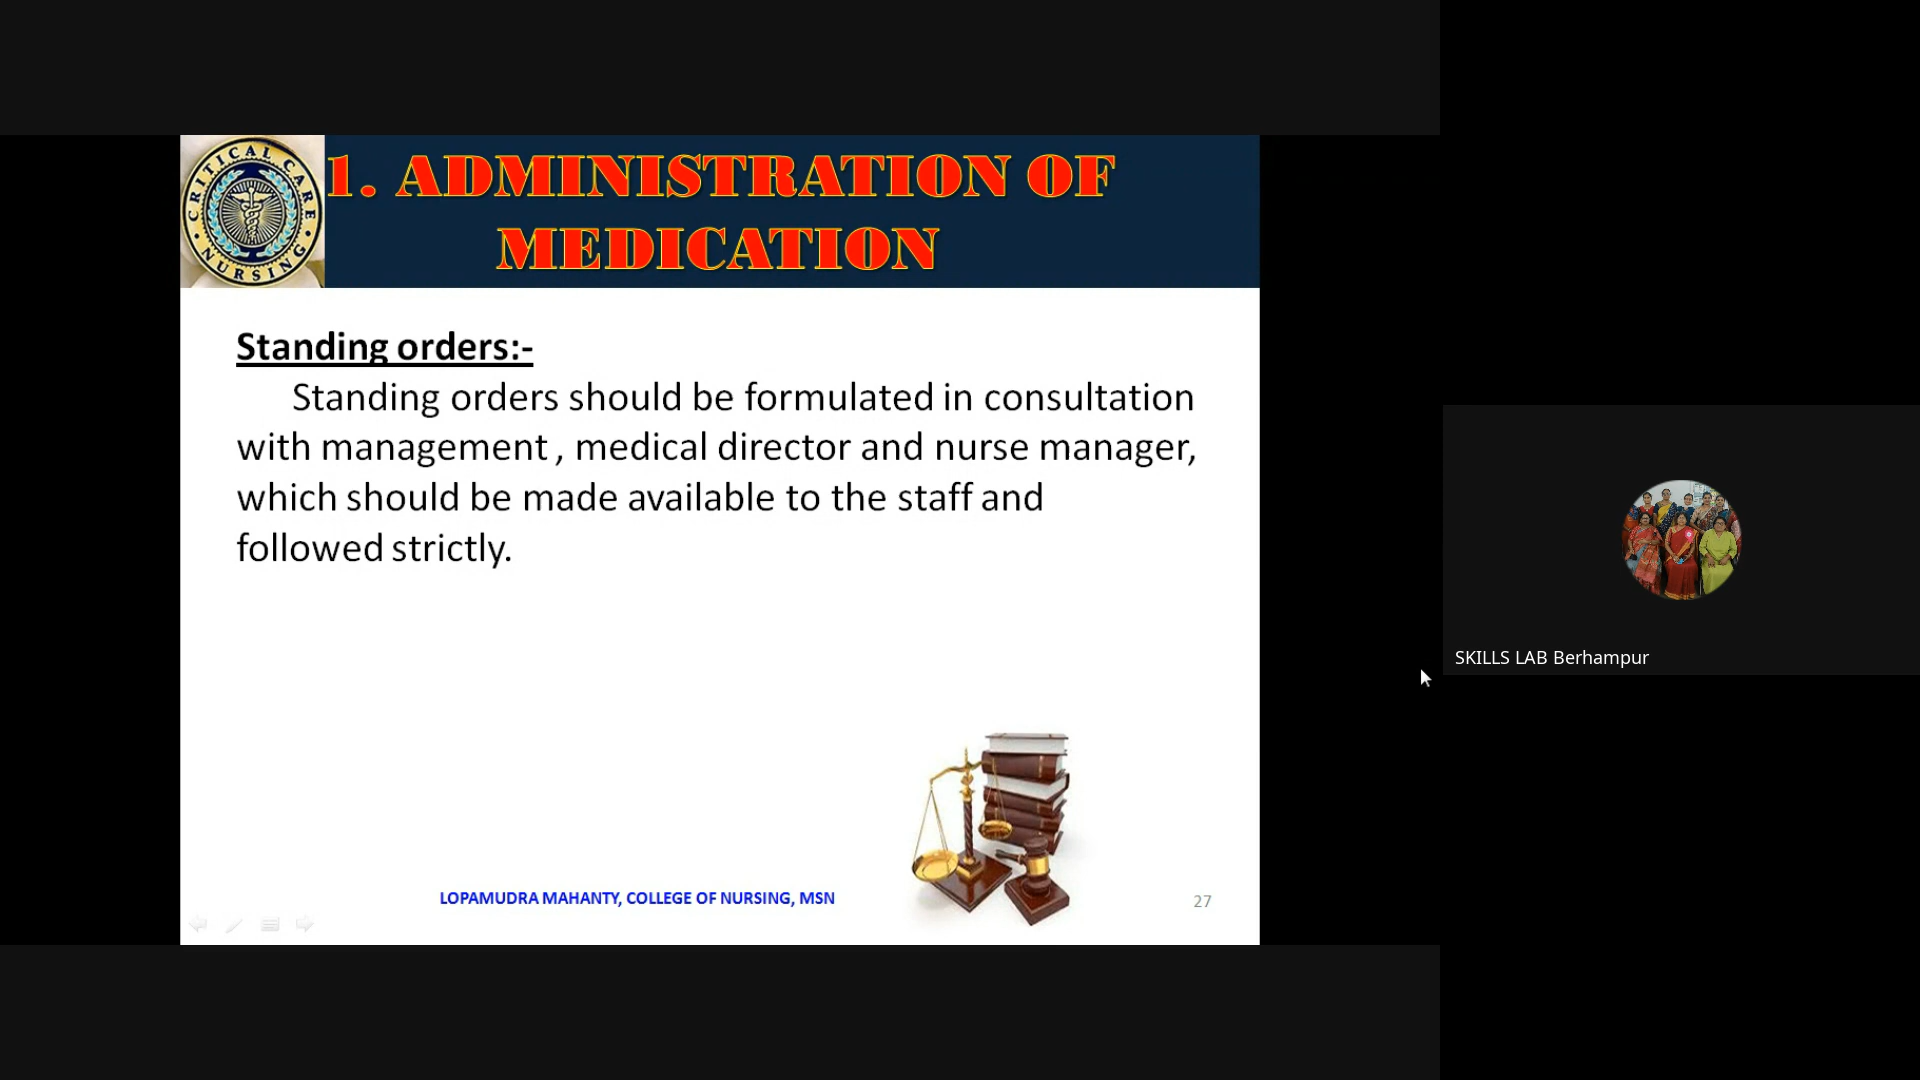 CRITICAL CARE
NURSING
1. ADMINISTRATION OF
MEDICATION
Standing orders:-
Standing orders should be formulated in consultation
with management , medical director and nurse manager,
which should be made available to the staff and
followed strictly.
LOPAMUDRA MAHANTY, COLLEGE OF NURSING, MSN
27
SKILLS LAB Berhampur